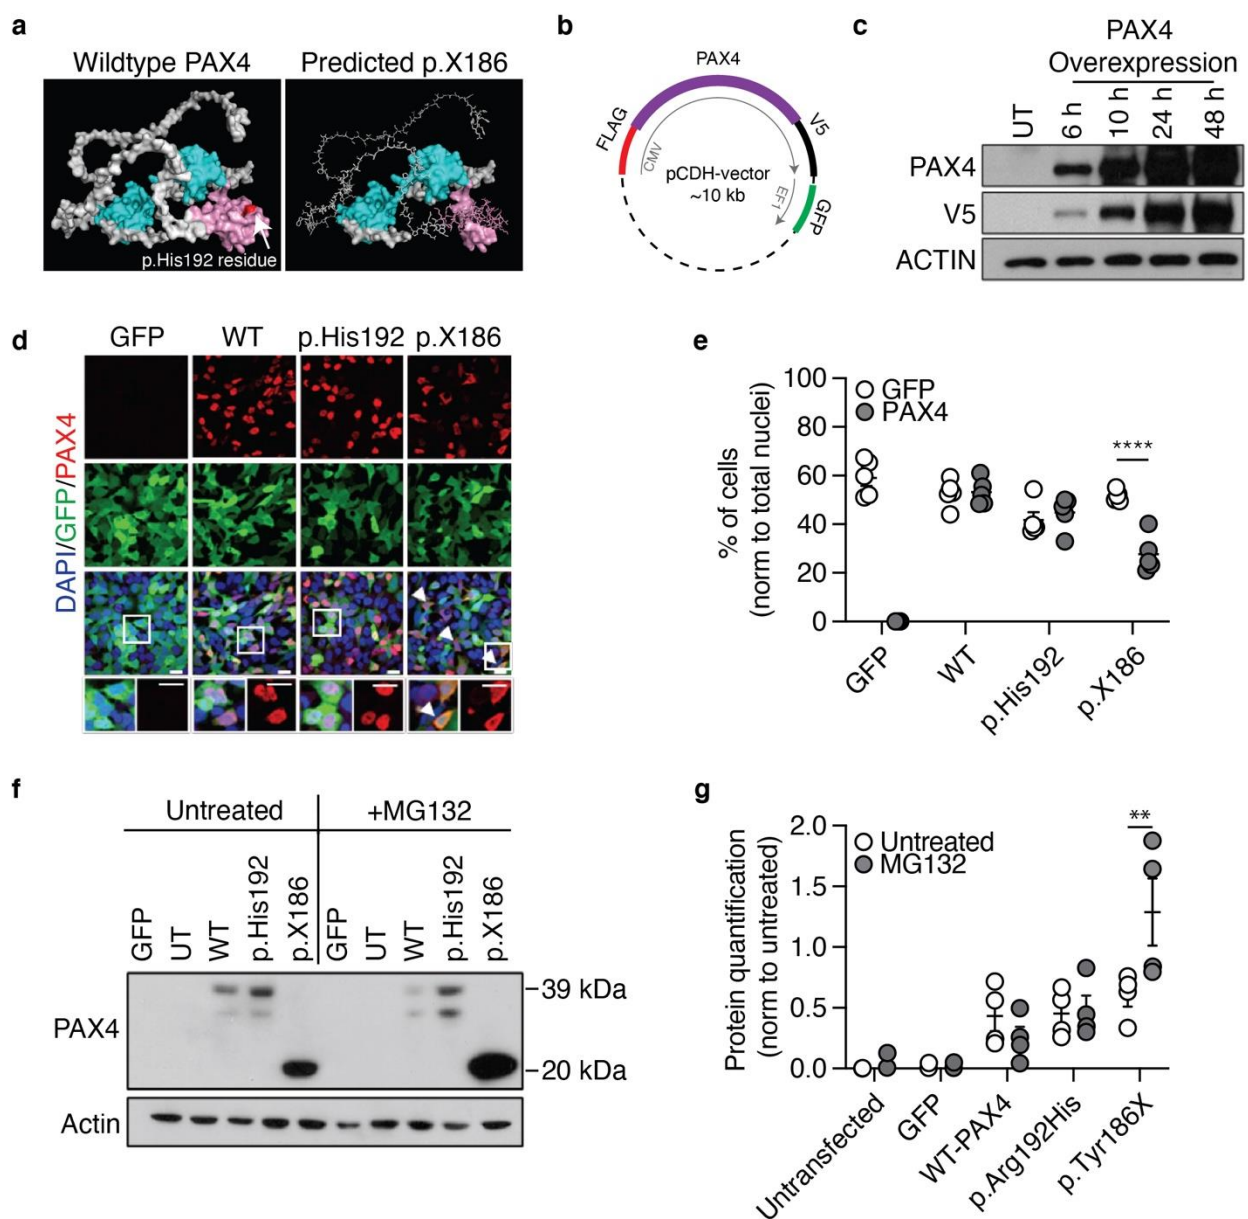 a
Wildtype PAX4
Predicted p.X186
p.His192 residue
b
PAX4
FLAG
V5
CMV
pCDH-vector
~10 kb
EF1
GFP
c
PAX4
Overexpression
UT
6 h
10 h
24 h
48 h
PAX4
V5
ACTIN
d
GFP
WT
p.His192
p.X186
DAPI/GFP/PAX4
e
% of cells
(norm to total nuclei)
100
80
60
40
20
0
GFP
PAX4
****
GFP
WT
p.His192
p.X186
f
Untreated
+MG132
GFP
UT
WT
p.His192
p.X186
GFP
UT
WT
p.His192
p.X186
PAX4
39 kDa
20 kDa
Actin
g
Protein quantification
(norm to untreated)
2.0
1.5
1.0
0.5
0.0
Untreated
MG132
**
Untransfected
GFP
WT-PAX4
p.Arg192His
p.Tyr186X